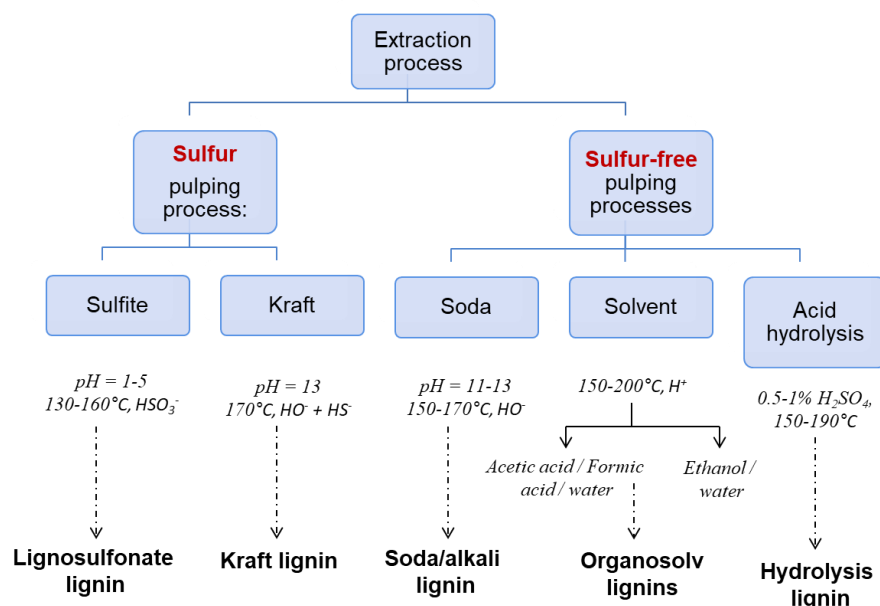 Extraction
process
Sulfur
pulping
process:
Sulfur-free
pulping
processes
Sulfite
Kraft
Soda
Solvent
Acid
hydrolysis
pH = 1-5
130-160°C, HSO₃⁻
pH = 13
170°C, HO⁻ + HS⁻
pH = 11-13
150-170°C, HO⁻
150-200°C, H⁺
0.5-1% H₂SO₄,
150-190°C
Acetic acid / Formic
acid / water
Ethanol /
water
Lignosulfonate
lignin
Kraft lignin
Soda/alkali
lignin
Organosolv
lignins
Hydrolysis
lignin